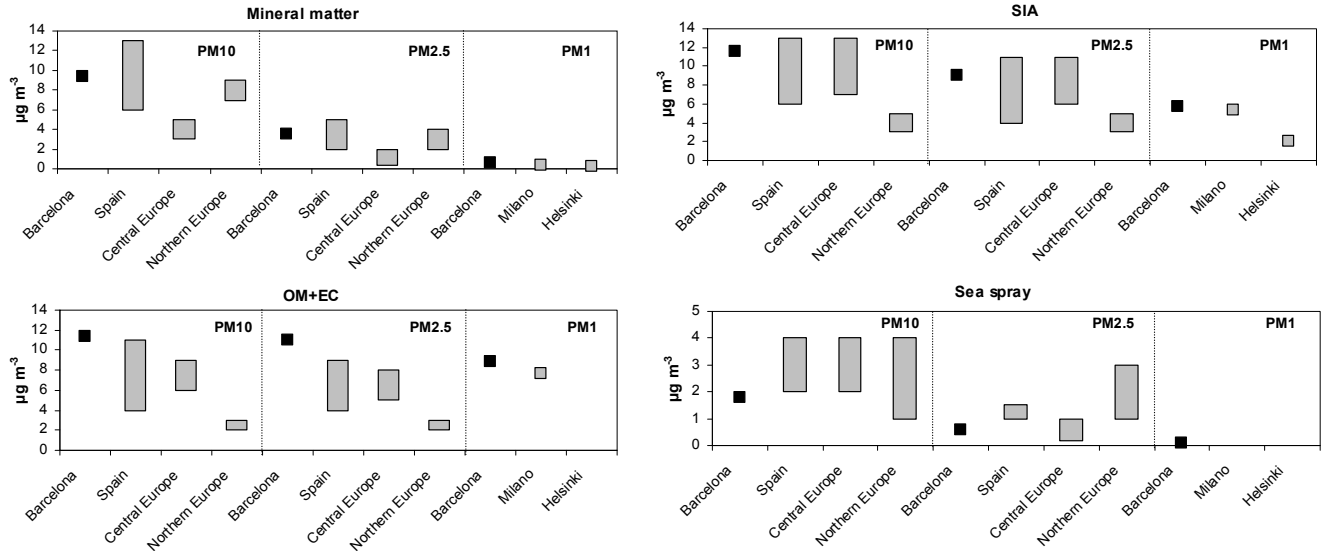 Mineral matter
14
12
10
8
6
4
2
0
µg m-3
PM10
PM2.5
PM1
Barcelona
Spain
Central Europe
Northern Europe
Barcelona
Spain
Central Europe
Northern Europe
Barcelona
Milano
Helsinki
SIA
14
12
10
8
6
4
2
0
µg m-3
PM10
PM2.5
PM1
Barcelona
Spain
Central Europe
Northern Europe
Barcelona
Spain
Central Europe
Northern Europe
Barcelona
Milano
Helsinki
OM+EC
14
12
10
8
6
4
2
0
µg m-3
PM10
PM2.5
PM1
Barcelona
Spain
Central Europe
Northern Europe
Barcelona
Spain
Central Europe
Northern Europe
Barcelona
Milano
Helsinki
Sea spray
5
4
3
2
1
0
µg m-3
PM10
PM2.5
PM1
Barcelona
Spain
Central Europe
Northern Europe
Barcelona
Spain
Central Europe
Northern Europe
Barcelona
Milano
Helsinki